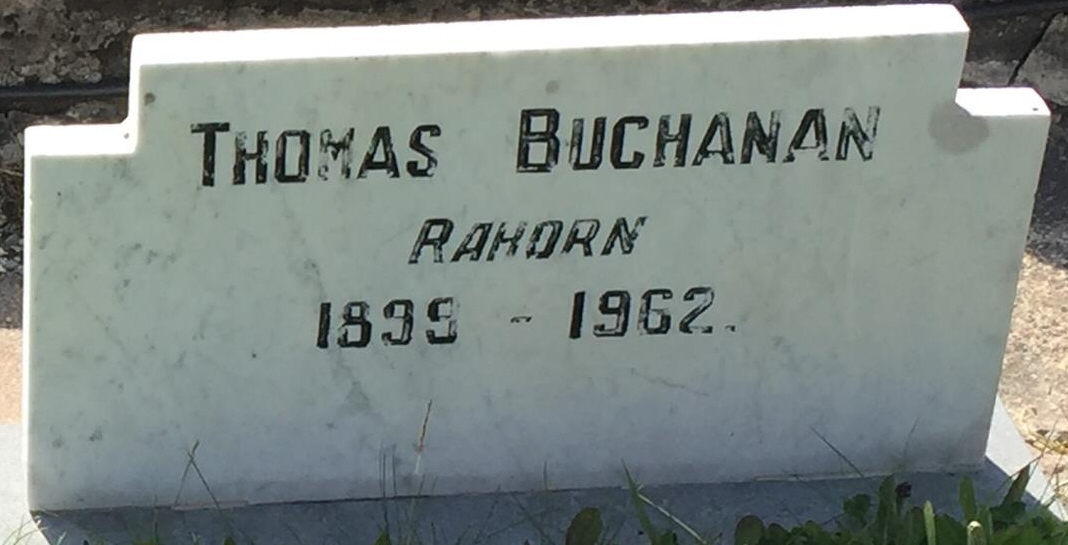 THOMAS BUCHANAN
RAHORN
1899 - 1962.